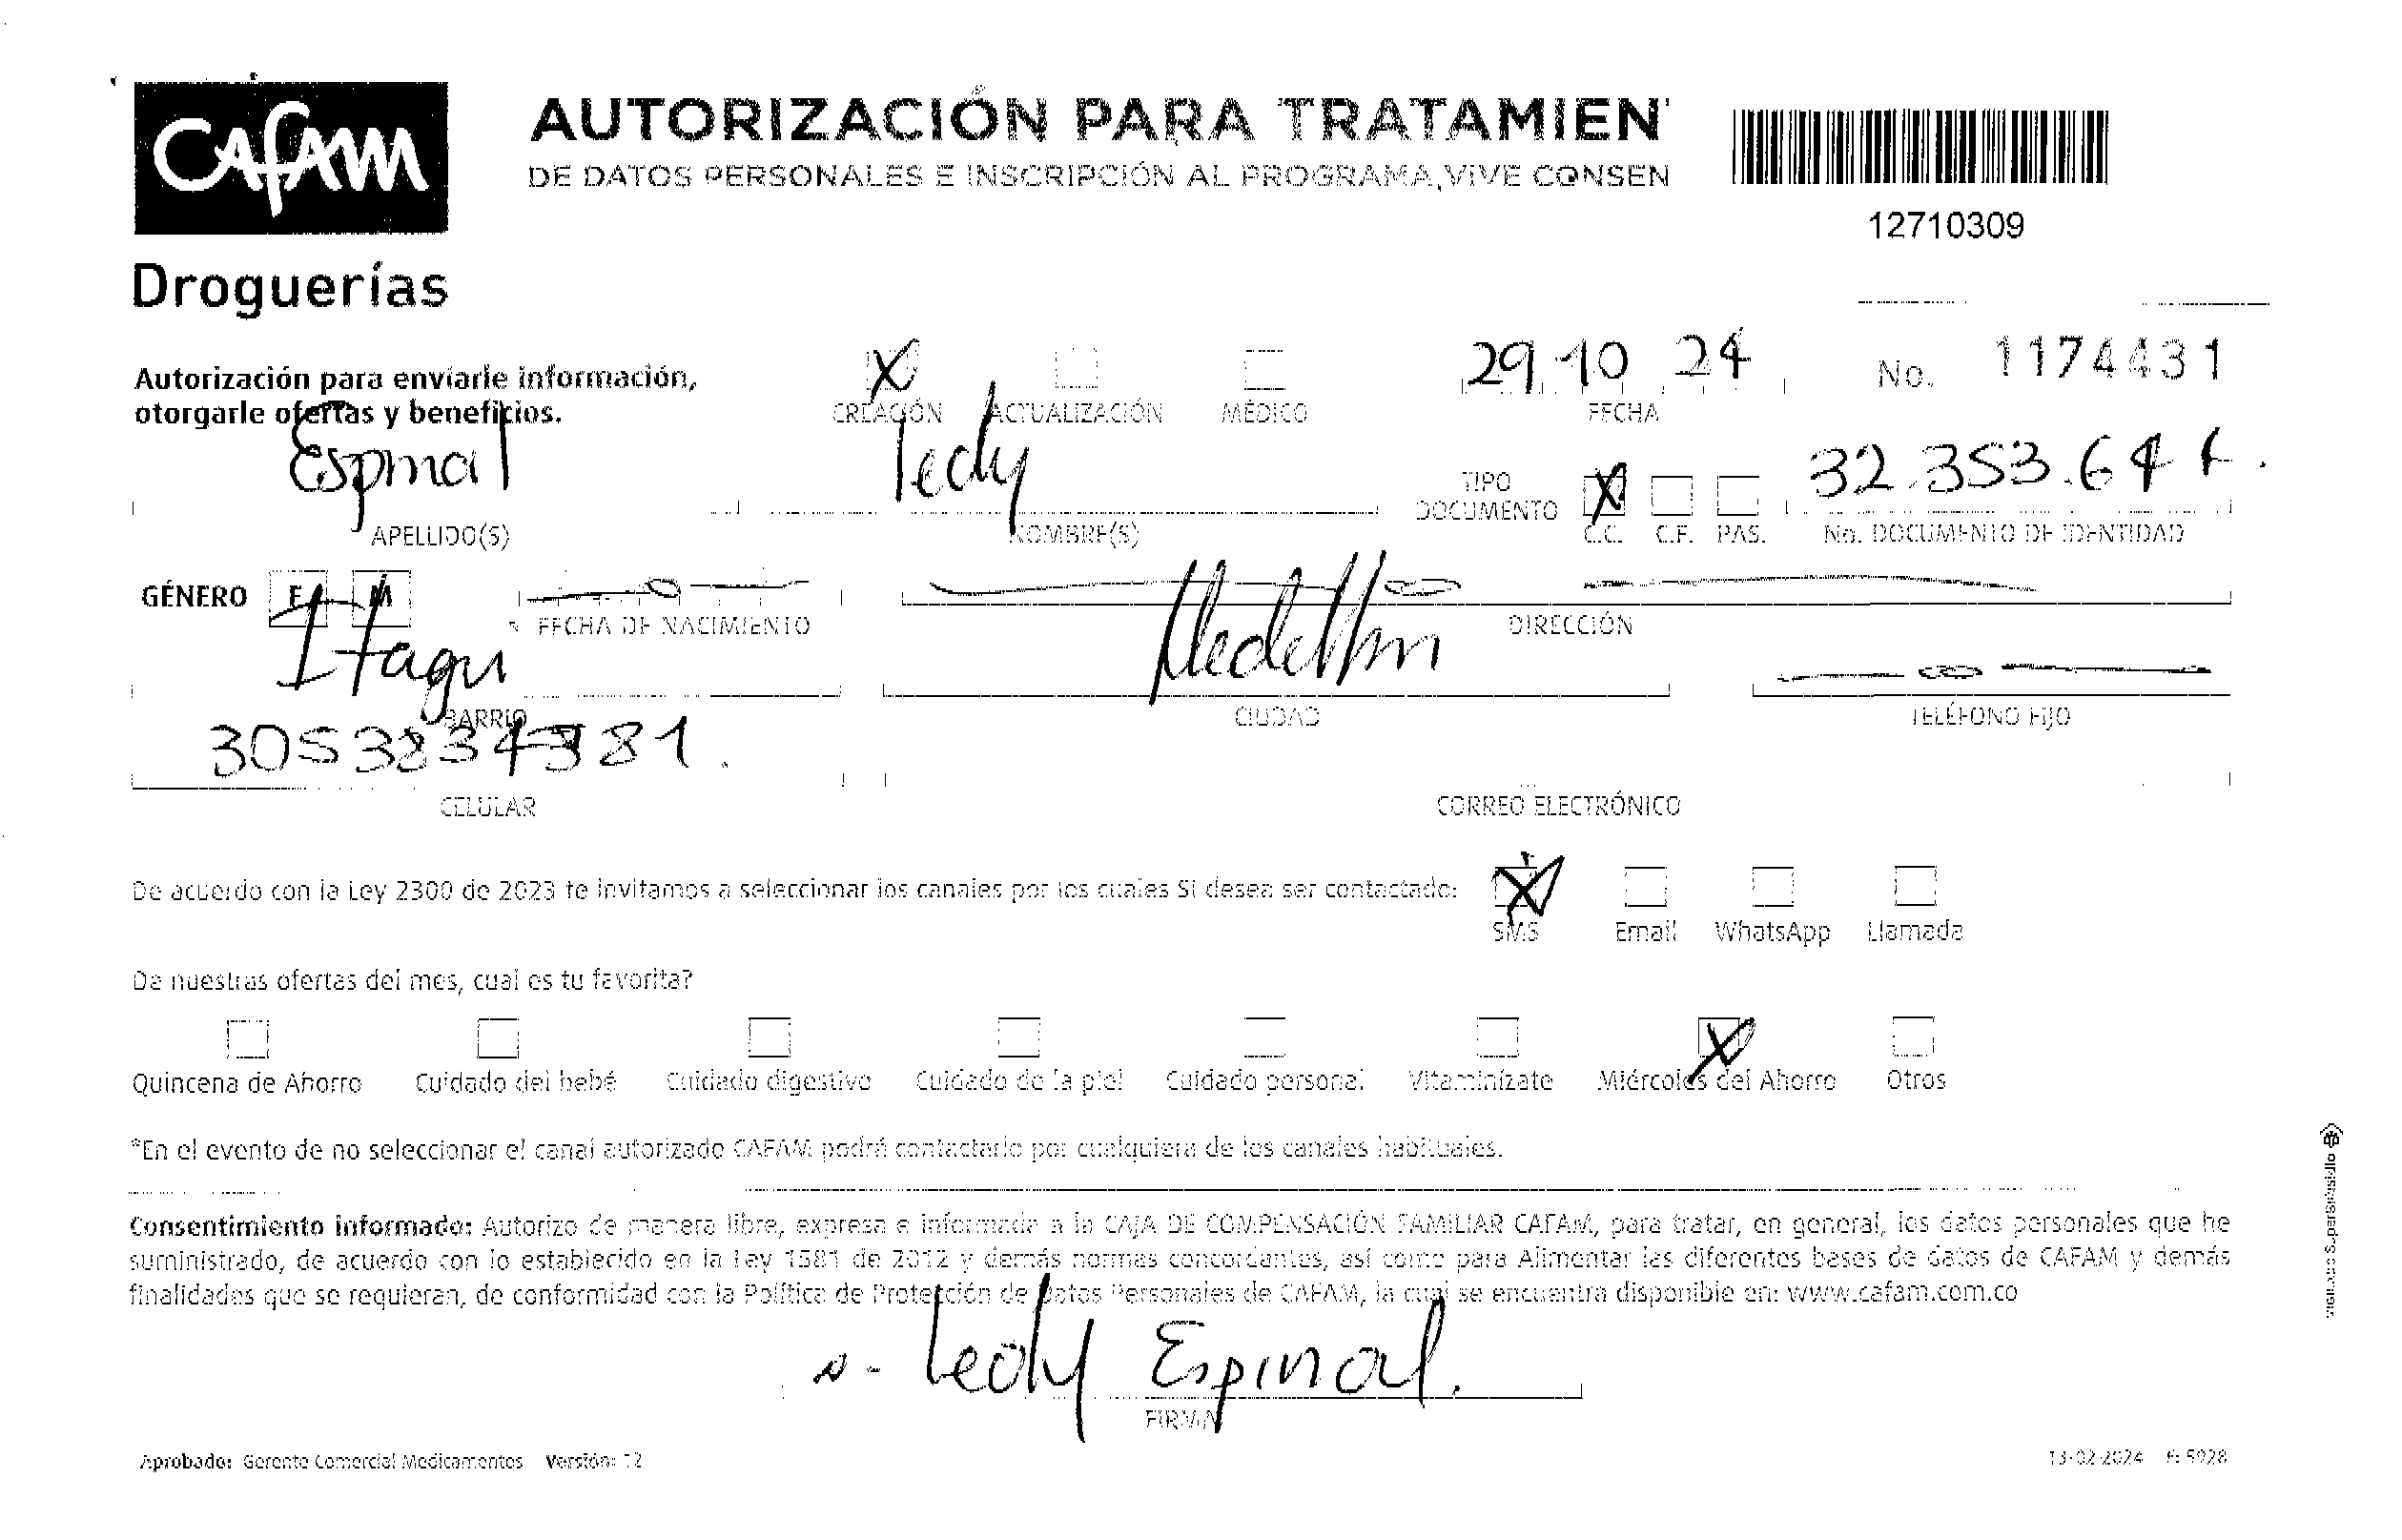 CAFAM
Droguerías
AUTORIZACIÓN PARA TRATAMIEN
DE DATOS PERSONALES E INSCRIPCIÓN AL PROGRAMA, VIVE CONSEN
12710309
Autorización para enviarle información,
otorgarle ofertas y beneficios.
X
CREACIÓN ACTUALIZACIÓN MÉDICO
29 10 24
FECHA
No. 1174431
Espinal
APELLIDO(S)
Ledy
NOMBRE(S)
TIPO
DOCUMENTO
X
C.C. C.E. PAS.
32.353.64
No. DOCUMENTO DE IDENTIDAD
GÉNERO F M
FECHA DE NACIMIENTO
DIRECCIÓN
Itagui
BARRIO
Medellin
CIUDAD
TELÉFONO FIJO
3053834381.
CELULAR
CORREO ELECTRÓNICO
De acuerdo con la Ley 2300 de 2023 te invitamos a seleccionar los canales por los cuales Si desea ser contactado:
X
SMS Email WhatsApp Llamada
De nuestras ofertas del mes, cual es tu favorita?
X
Quincena de Ahorro Cuidado del bebé Cuidado digestivo Cuidado de la piel Cuidado personal Vitaminízate Miércoles del Ahorro Otros
*En el evento de no seleccionar el canal autorizado CAFAM podrá contactarlo por cualquiera de los canales habituales.
Consentimiento informado: Autorizo de manera libre, expresa e informada a la CAJA DE COMPENSACIÓN FAMILIAR CAFAM, para tratar, en general, los datos personales que he
suministrado, de acuerdo con lo establecido en la Ley 1581 de 2012 y demás normas concordantes, así como para Alimentar las diferentes bases de datos de CAFAM y demás
finalidades que se requieran, de conformidad con la Política de Protección de Datos Personales de CAFAM, la cual se encuentra disponible en: www.cafam.com.co
Ledy Espinal.
FIRMA
Aprobado: Gerente Comercial Medicamentos Versión: 12
13-02-2024 F: 5928
VIGILADO SuperSubsidio